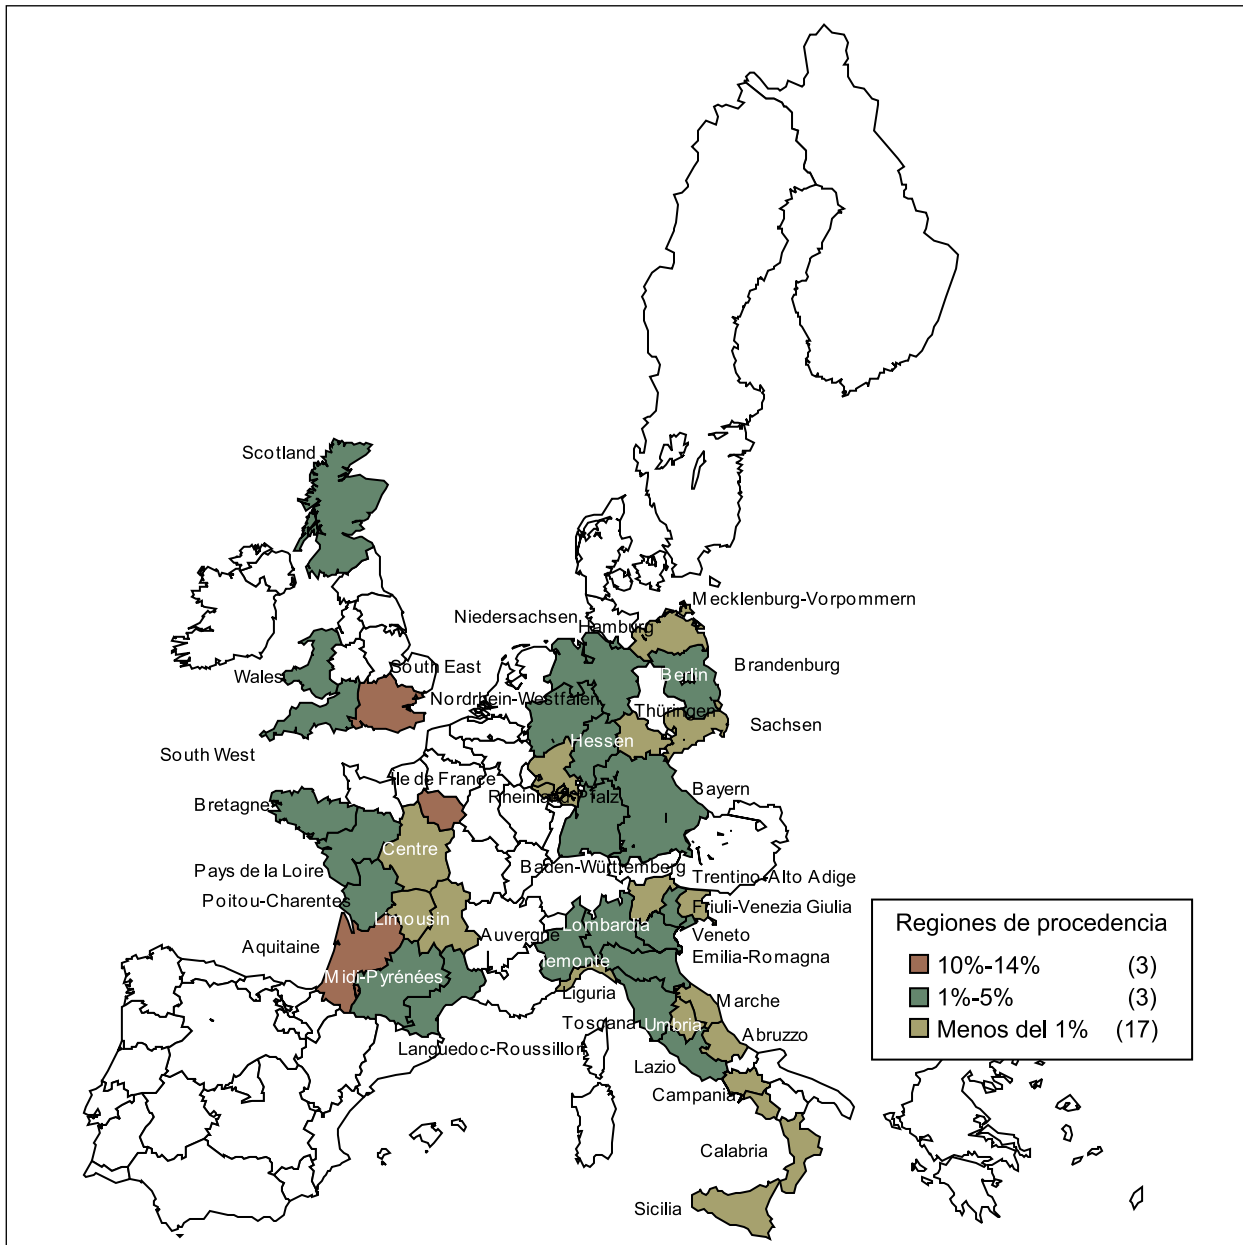 Scotland
Mecklenburg-Vorpommern
Niedersachsen
Hamburg
Brandenburg
Berlin
South East
Wales
Nordrhein-Westfalen
Thüringen
Sachsen
Hessen
South West
Île de France
Rheinland-Pfalz
Bayern
Bretagne
Centre
Baden-Württemberg
Pays de la Loire
Trentino-Alto Adige
Poitou-Charentes
Friuli-Venezia Giulia
Limousin
Lombardia
Auvergne
Veneto
Aquitaine
Emilia-Romagna
iemonte
Midi-Pyrénées
Liguria
Marche
Toscana
Umbria
Abruzzo
Languedoc-Roussillon
Lazio
Campania
Calabria
Sicilia
Regiones de procedencia
10%-14% (3)
1%-5% (3)
Menos del 1% (17)